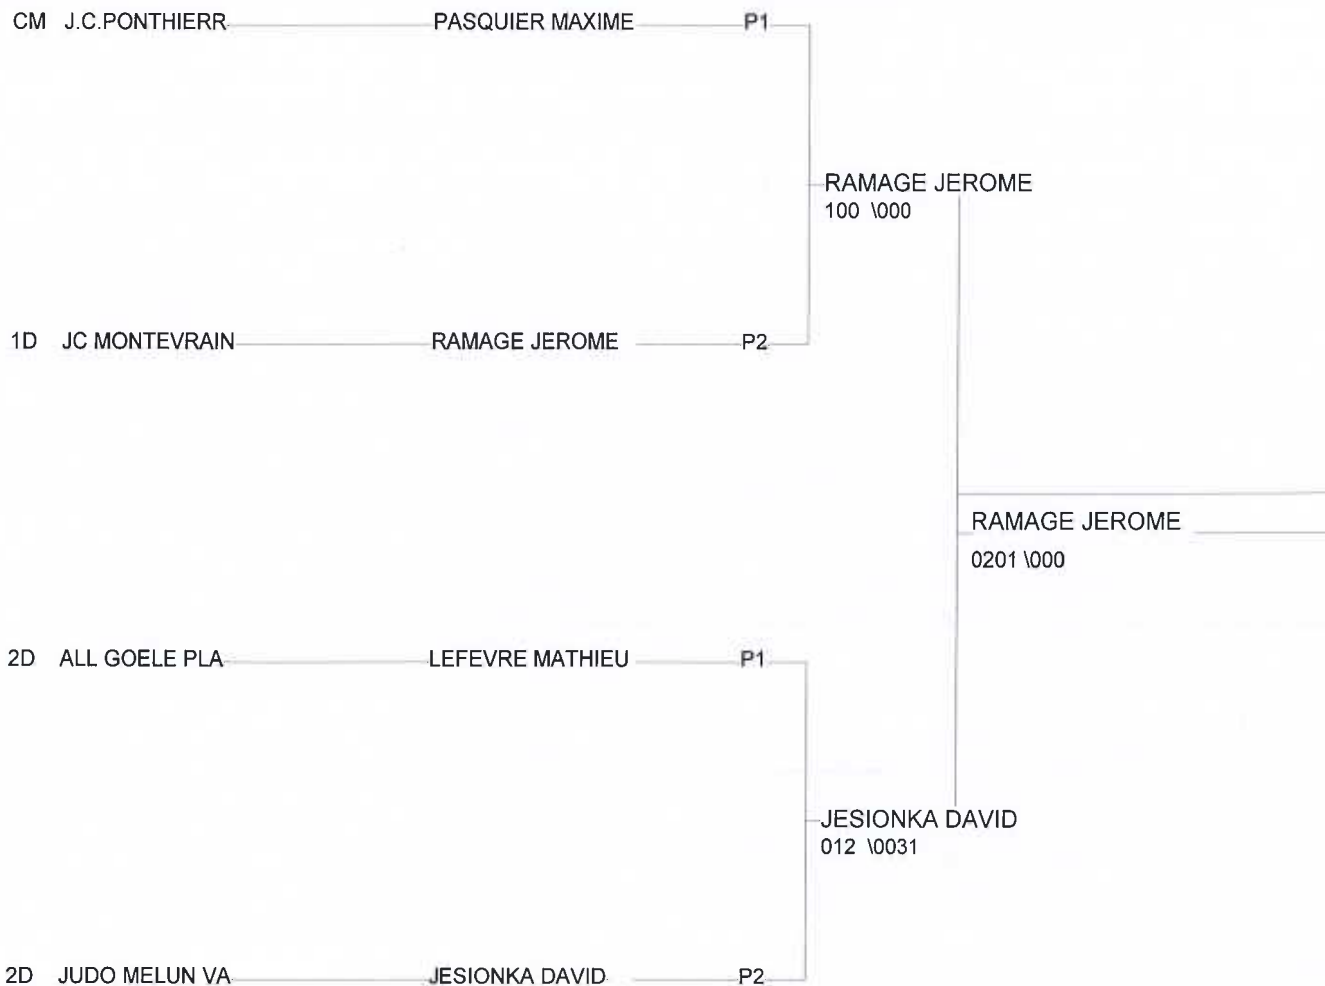 CM J.C.PONTHIERR PASQUIER MAXIME P1
RAMAGE JEROME
100 \000
1D JC MONTEVRAIN RAMAGE JEROME P2
RAMAGE JEROME
0201 \000
2D ALL GOELE PLA LEFEVRE MATHIEU P1
JESIONKA DAVID
012 \0031
2D JUDO MELUN VA JESIONKA DAVID P2